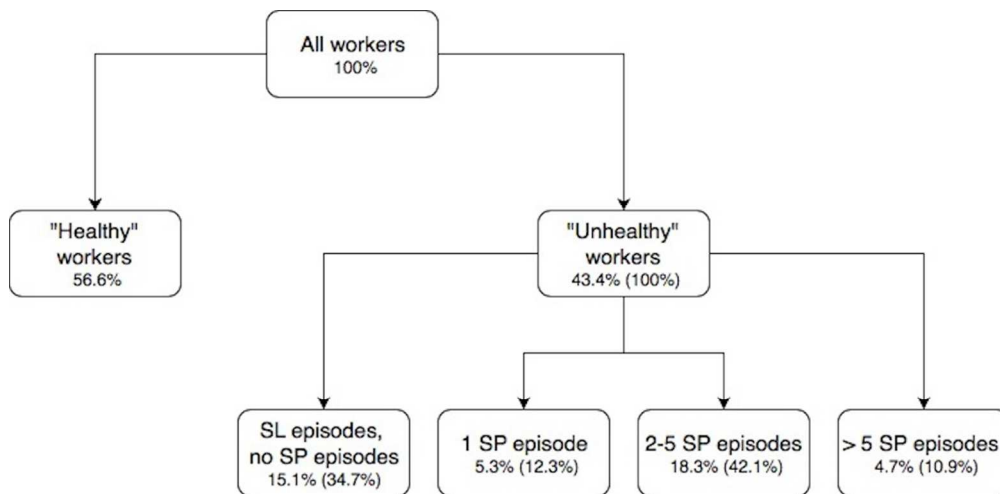 All workers
100%
"Healthy"
workers
56.6%
"Unhealthy"
workers
43.4% (100%)
SL episodes,
no SP episodes
15.1% (34.7%)
1 SP episode
5.3% (12.3%)
2-5 SP episodes
18.3% (42.1%)
> 5 SP episodes
4.7% (10.9%)